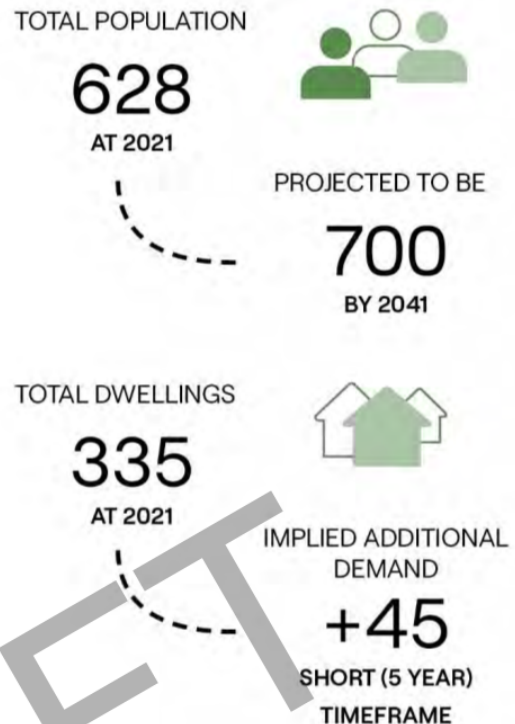 TOTAL POPULATION
628
AT 2021
PROJECTED TO BE
700
BY 2041
TOTAL DWELLINGS
335
AT 2021
IMPLIED ADDITIONAL
DEMAND
+45
SHORT (5 YEAR)
TIMEFRAME